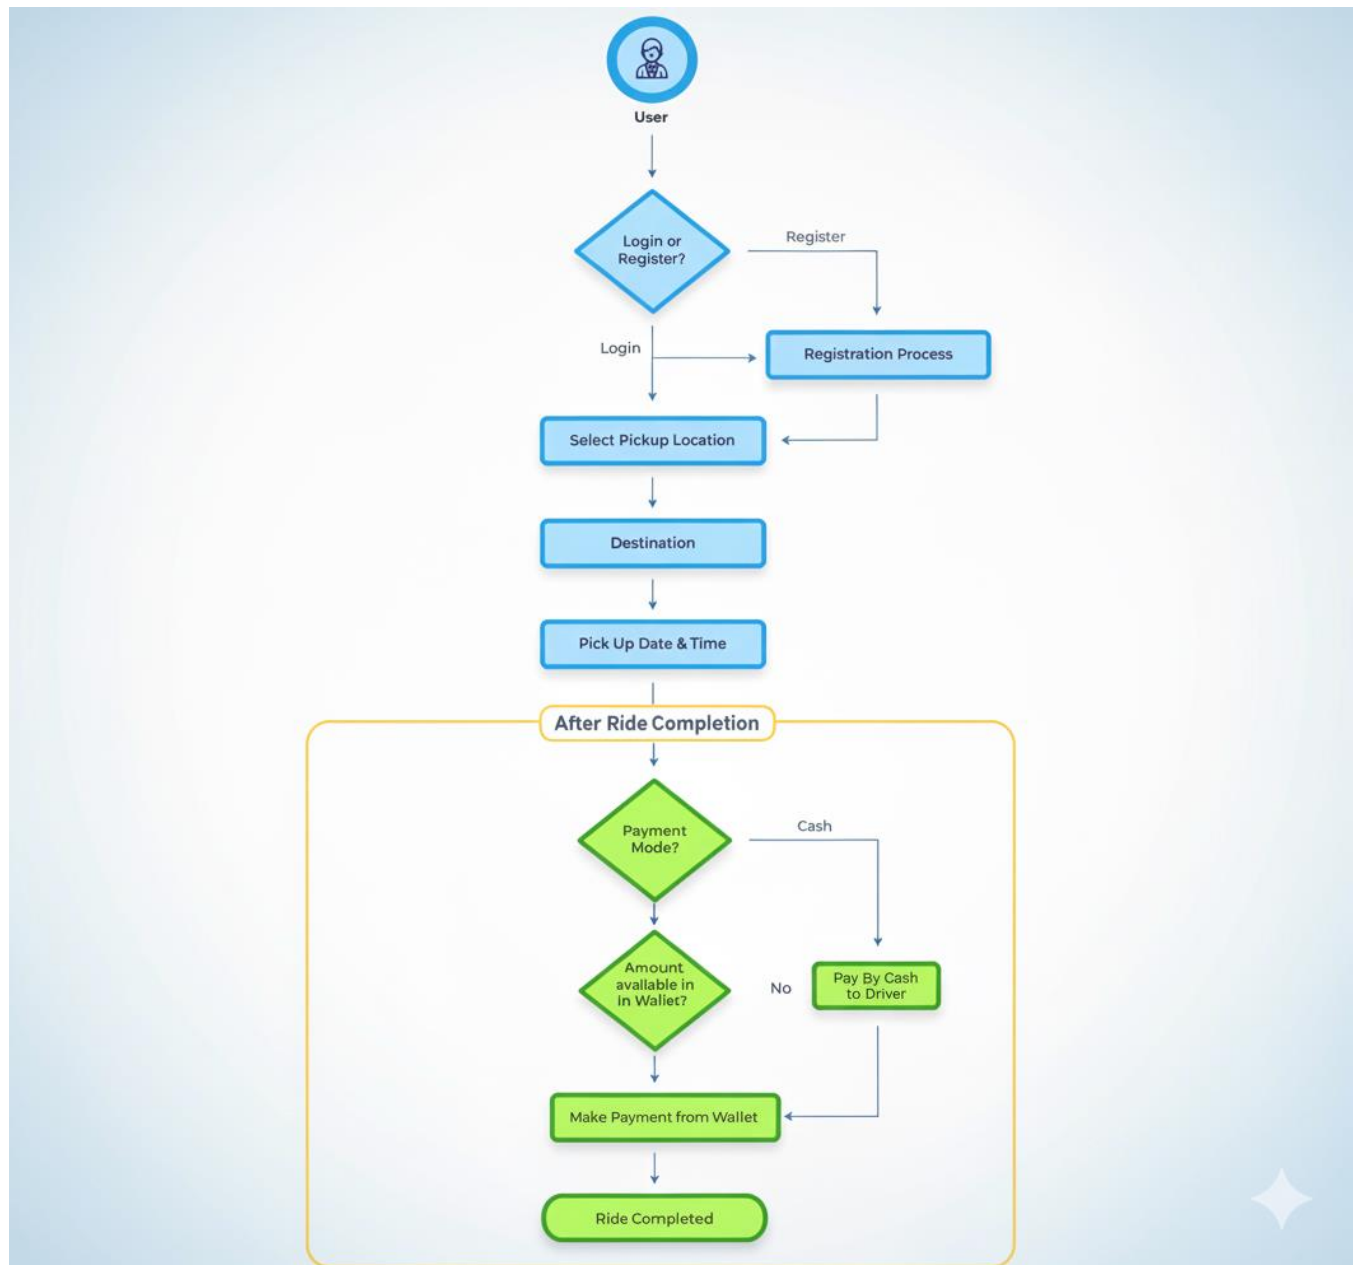 User
Login or
Register?
Register
Login
Registration Process
Select Pickup Location
Destination
Pick Up Date & Time
After Ride Completion
Payment
Mode?
Cash
Amount
available in
in Wallet?
No
Pay By Cash
to Driver
Make Payment from Wallet
Ride Completed